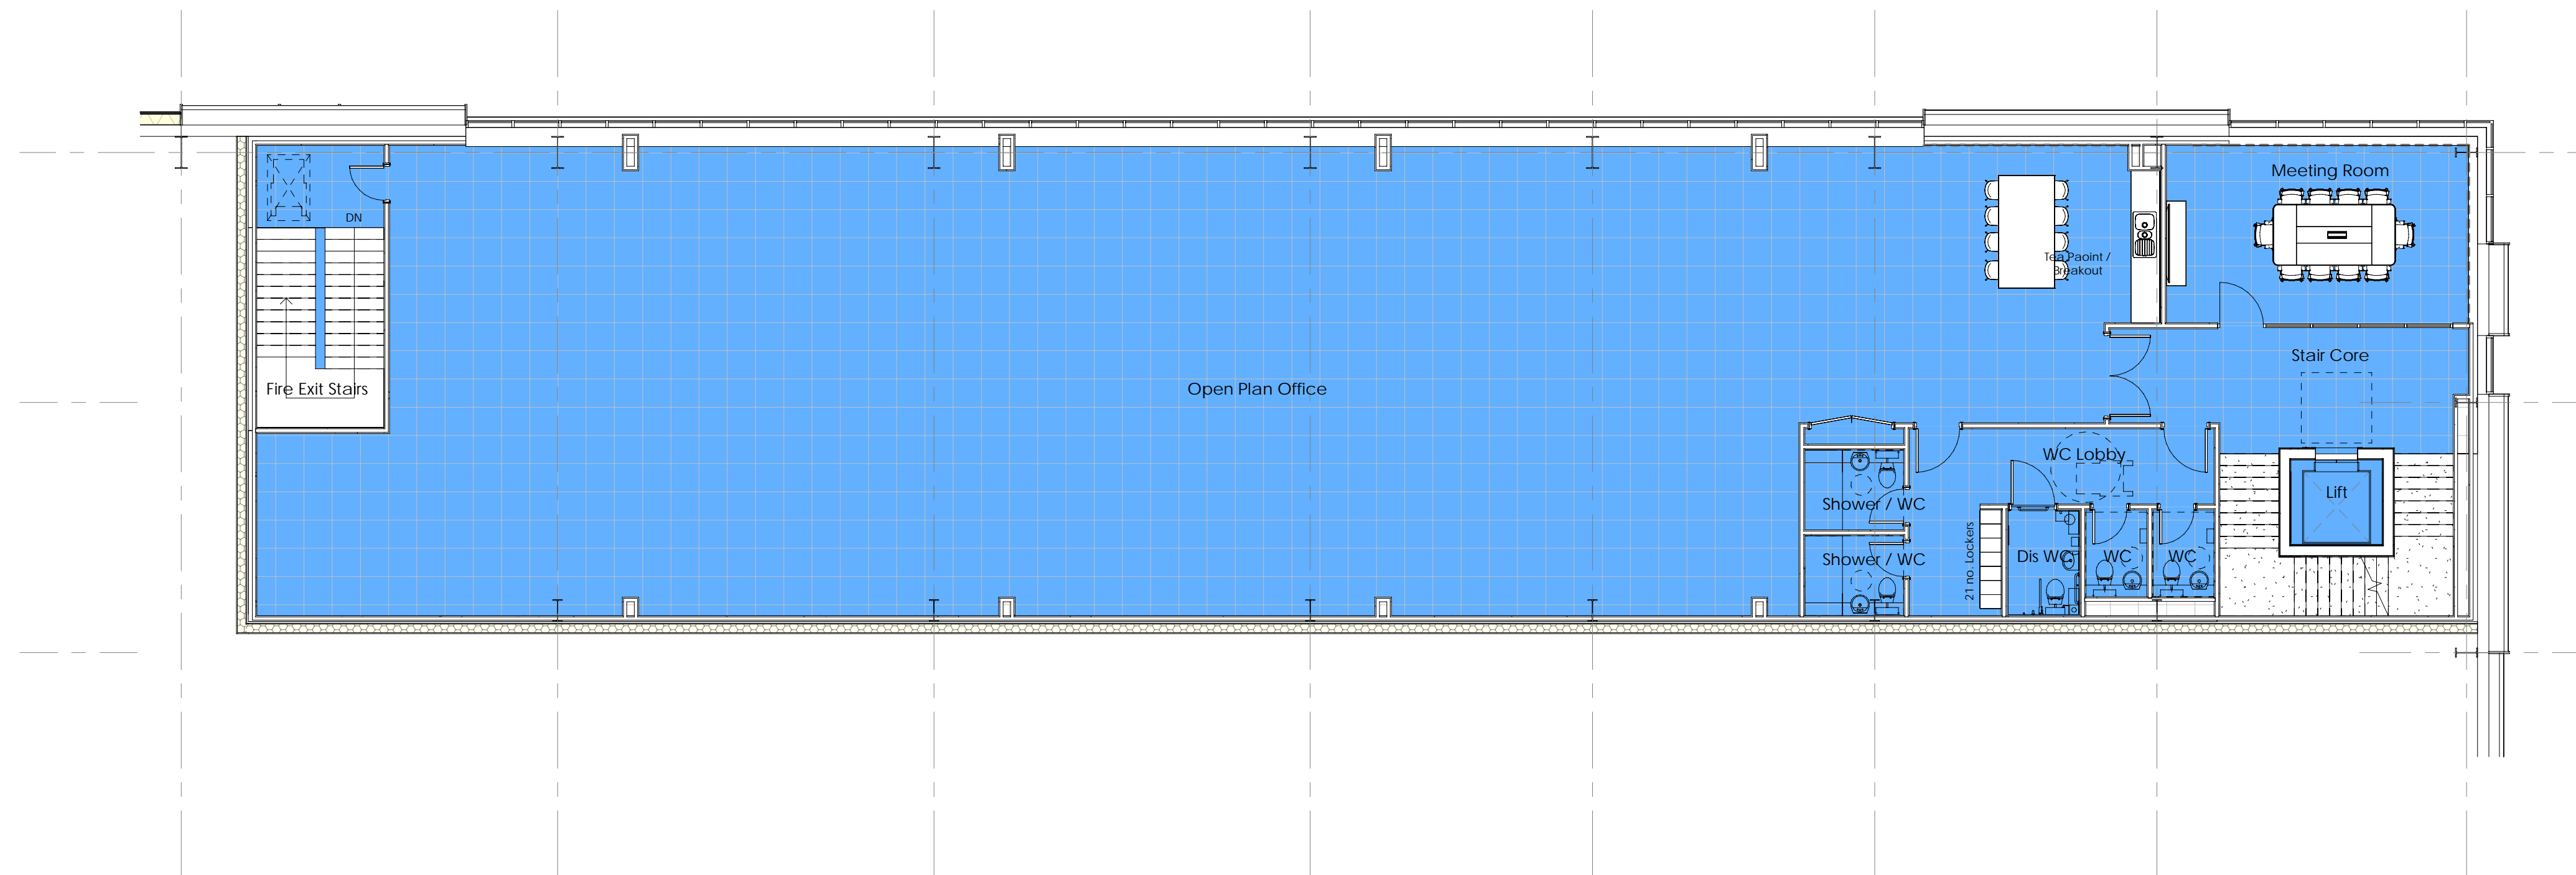 Meeting Room
DN
Tea Paoint /
Breakout
Stair Core
Fire Exit Stairs
Open Plan Office
WC Lobby
Lift
Shower / WC
Shower / WC
21 no. Lockers
Dis WC
WC
WC